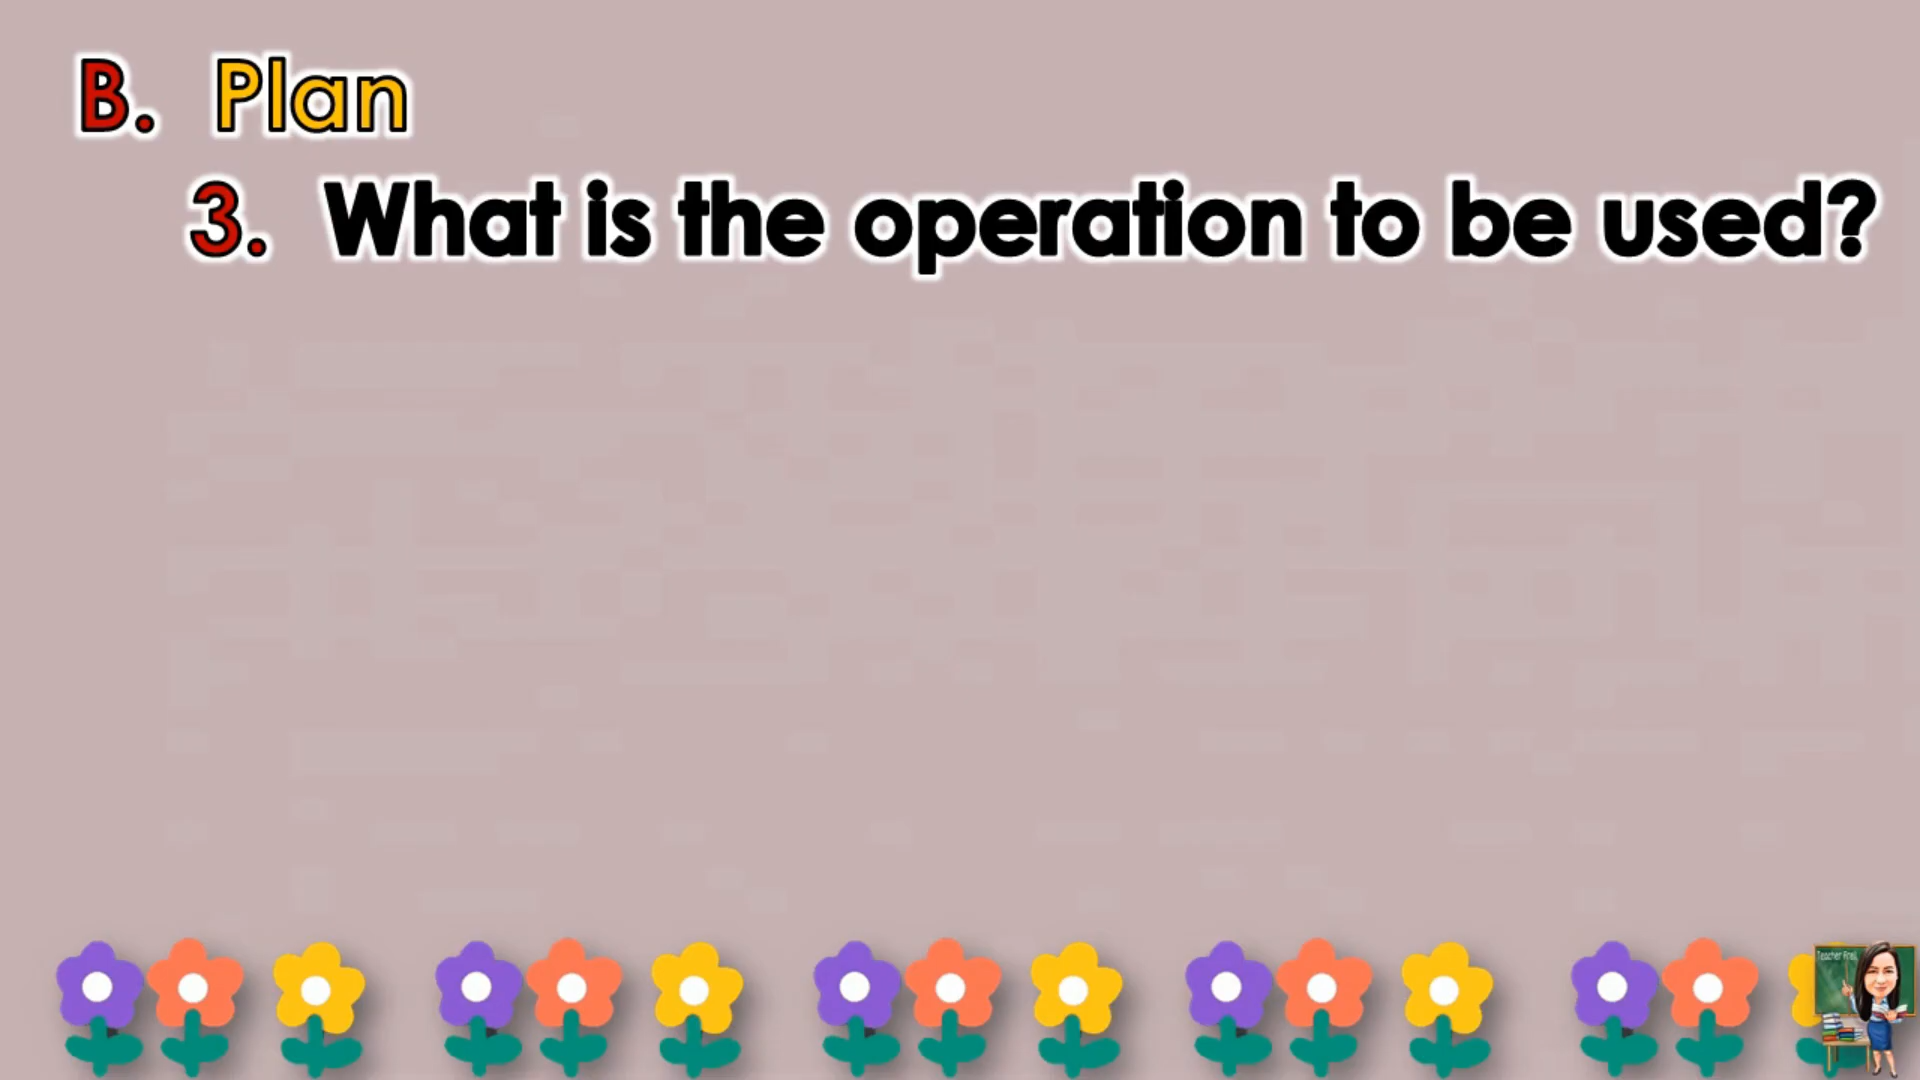 B. Plan
3. What is the operation to be used?